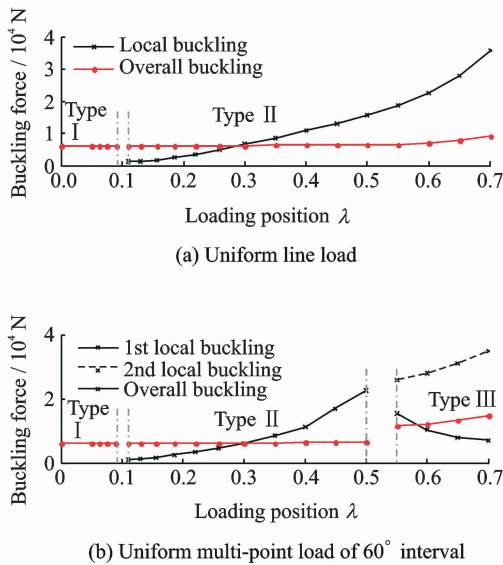 Buckling force / 10⁴ N
4
3
2
1
0
Local buckling
Overall buckling
Type I
Type II
0.0 0.1 0.2 0.3 0.4 0.5 0.6 0.7
Loading position λ
(a) Uniform line load
Buckling force / 10⁴ N
4
2
0
1st local buckling
2nd local buckling
Overall buckling
Type I
Type II
Type III
0.0 0.1 0.2 0.3 0.4 0.5 0.6 0.7
Loading position λ
(b) Uniform multi-point load of 60° interval